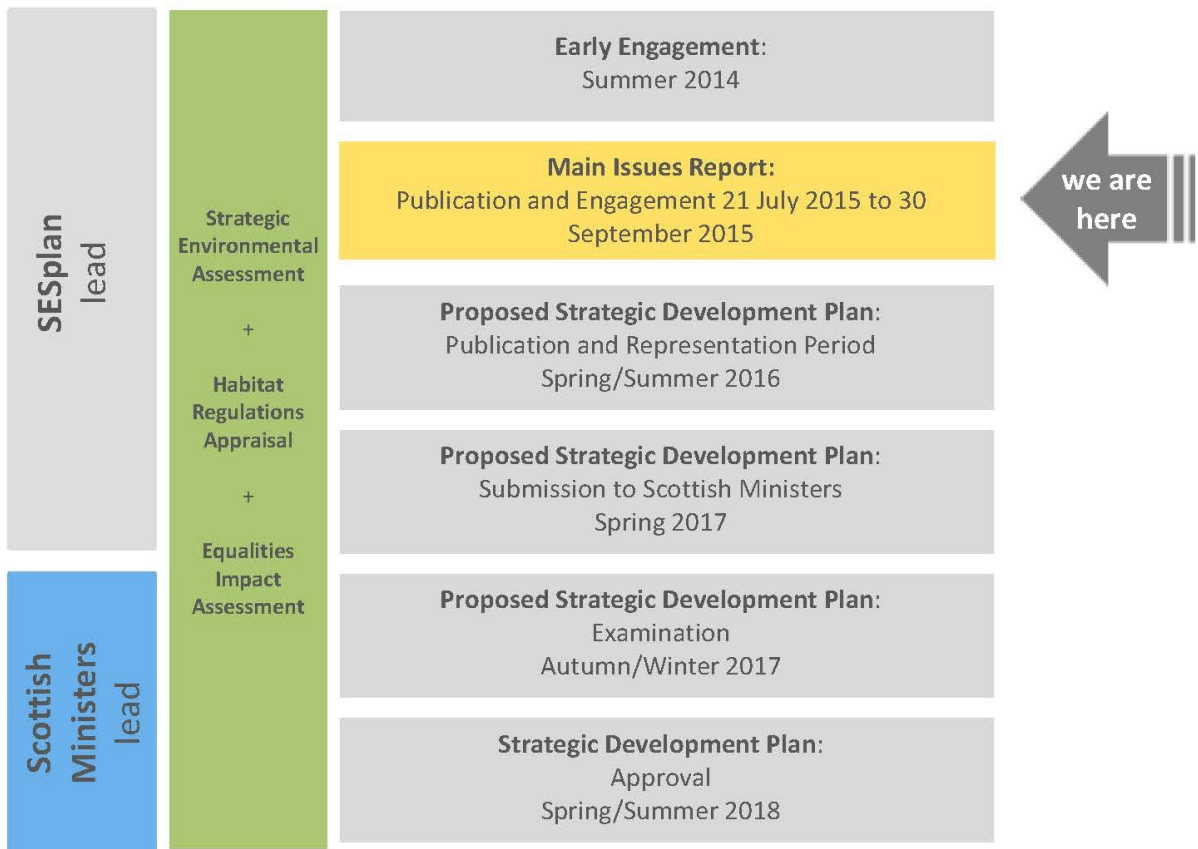 SESplan
lead
Scottish
Ministers
lead
Strategic
Environmental
Assessment
+
Habitat
Regulations
Appraisal
+
Equalities
Impact
Assessment
Early Engagement:
Summer 2014
Main Issues Report:
Publication and Engagement 21 July 2015 to 30
September 2015
Proposed Strategic Development Plan:
Publication and Representation Period
Spring/Summer 2016
Proposed Strategic Development Plan:
Submission to Scottish Ministers
Spring 2017
Proposed Strategic Development Plan:
Examination
Autumn/Winter 2017
Strategic Development Plan:
Approval
Spring/Summer 2018
we are
here